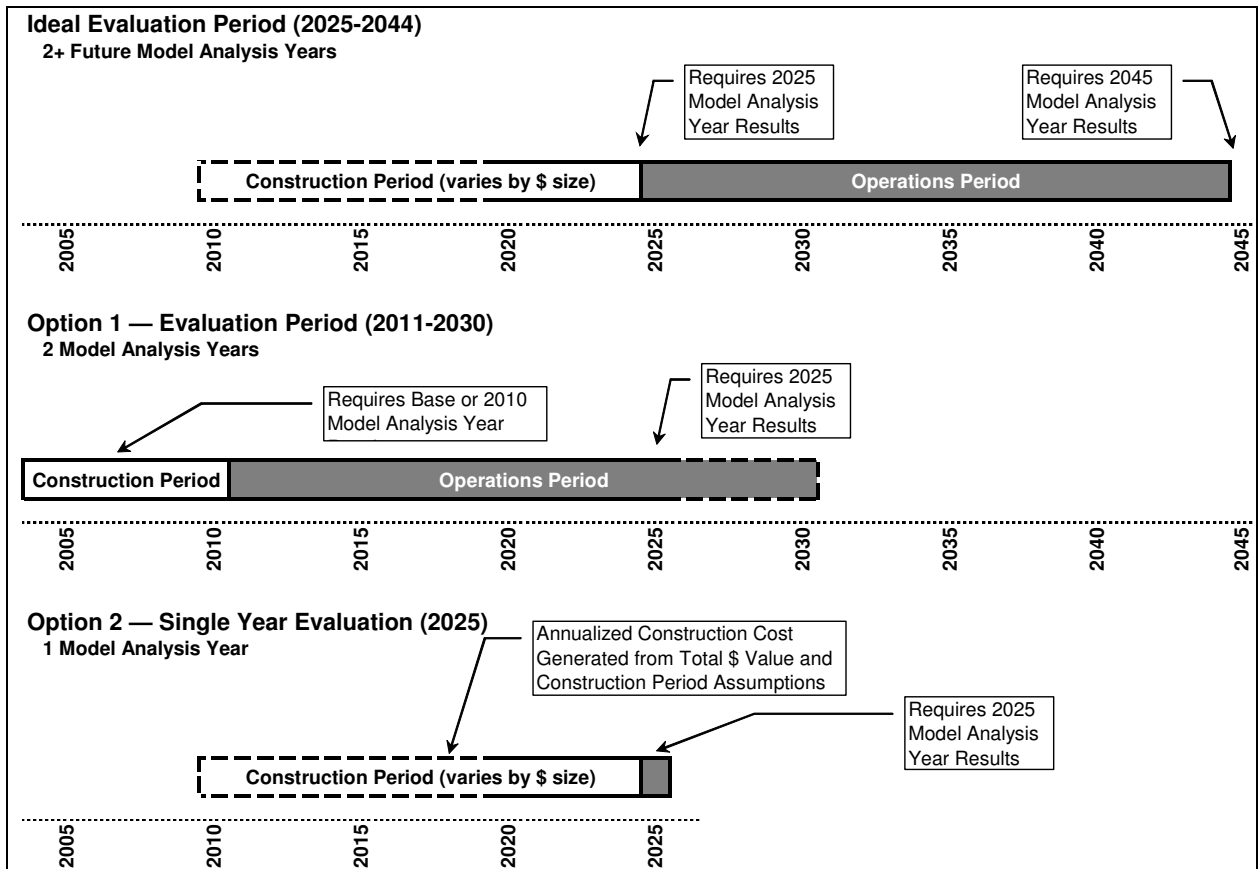 Ideal Evaluation Period (2025-2044)
2+ Future Model Analysis Years
Requires 2025
Model Analysis
Year Results
Requires 2045
Model Analysis
Year Results
Construction Period (varies by $ size)
Operations Period
2005
2010
2015
2020
2025
2030
2035
2040
2045
Option 1 — Evaluation Period (2011-2030)
2 Model Analysis Years
Requires Base or 2010
Model Analysis Year
Requires 2025
Model Analysis
Year Results
Construction Period
Operations Period
2005
2010
2015
2020
2025
2030
2035
2040
2045
Option 2 — Single Year Evaluation (2025)
1 Model Analysis Year
Annualized Construction Cost
Generated from Total $ Value and
Construction Period Assumptions
Requires 2025
Model Analysis
Year Results
Construction Period (varies by $ size)
2005
2010
2015
2020
2025